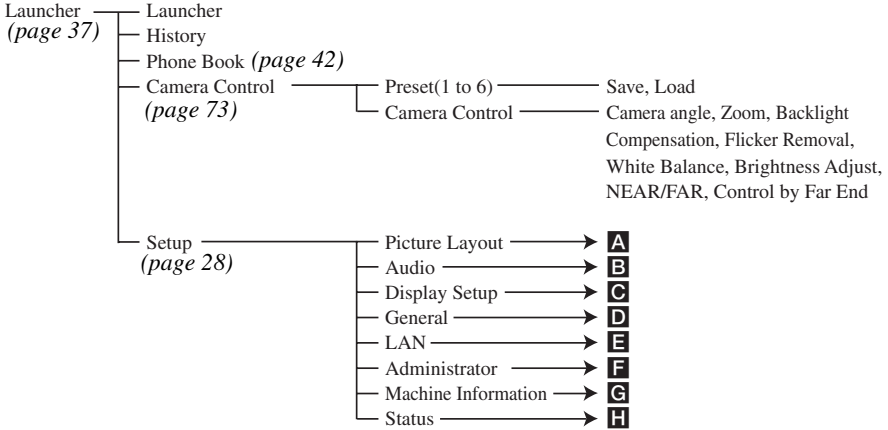 Launcher Launcher
(page 37)
History
Phone Book (page 42)
Camera Control Preset(1 to 6) Save, Load
(page 73) Camera Control Camera angle, Zoom, Backlight
Compensation, Flicker Removal,
White Balance, Brightness Adjust,
NEAR/FAR, Control by Far End
Setup Picture Layout A
(page 28)
Audio B
Display Setup C
General D
LAN E
Administrator F
Machine Information G
Status H